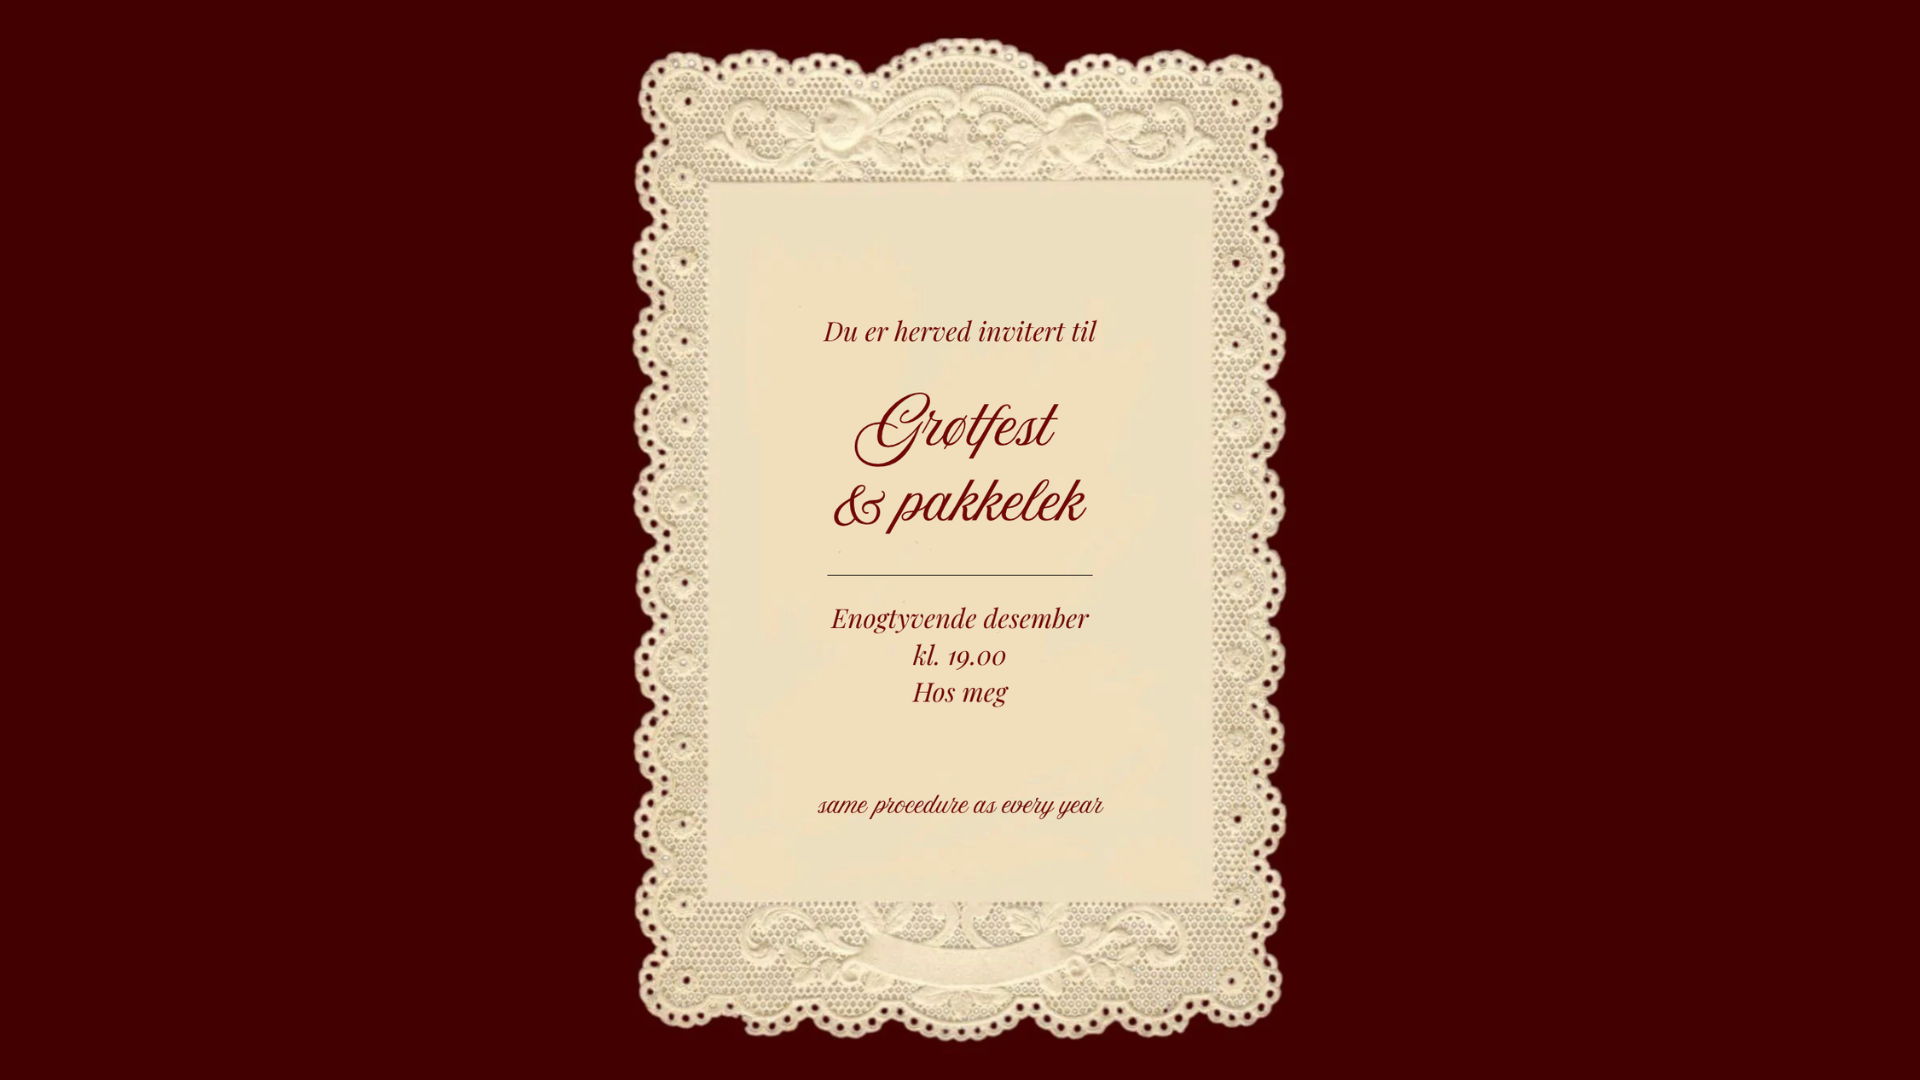 Du er herved invitert til
Grøtfest
& pakkelek
Enogtyvende desember
kl. 19.00
Hos meg
same procedure as every year